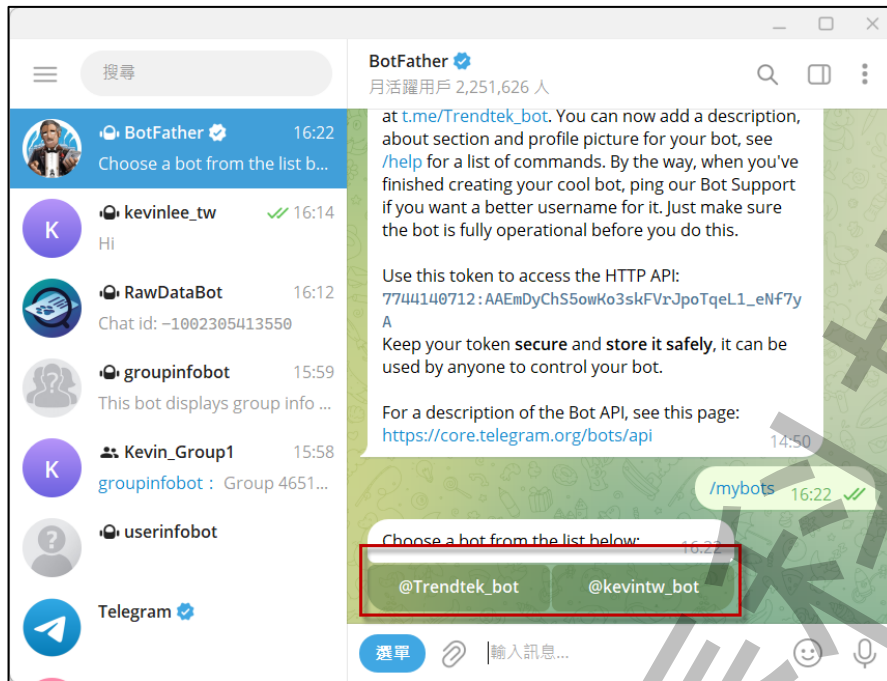 搜尋
BotFather
月活躍用戶 2,251,626 人
BotFather 16:22
Choose a bot from the list b...
K
kevinlee_tw 16:14
Hi
RawDataBot 16:12
Chat id: −1002305413550
groupinfobot 15:59
This bot displays group info ...
K
Kevin_Group1 15:58
groupinfobot： Group 4651...
userinfobot
Telegram
at t.me/Trendtek_bot. You can now add a description,
about section and profile picture for your bot, see
/help for a list of commands. By the way, when you've
finished creating your cool bot, ping our Bot Support
if you want a better username for it. Just make sure
the bot is fully operational before you do this.
Use this token to access the HTTP API:
7744140712:AAEmDyChS5owKo3skFVrJpoTqeL1_eNf7y
A
Keep your token secure and store it safely, it can be
used by anyone to control your bot.
For a description of the Bot API, see this page:
https://core.telegram.org/bots/api
14:50
/mybots 16:22
Choose a bot from the list below:
16:22
@Trendtek_bot @kevintw_bot
選單 輸入訊息...